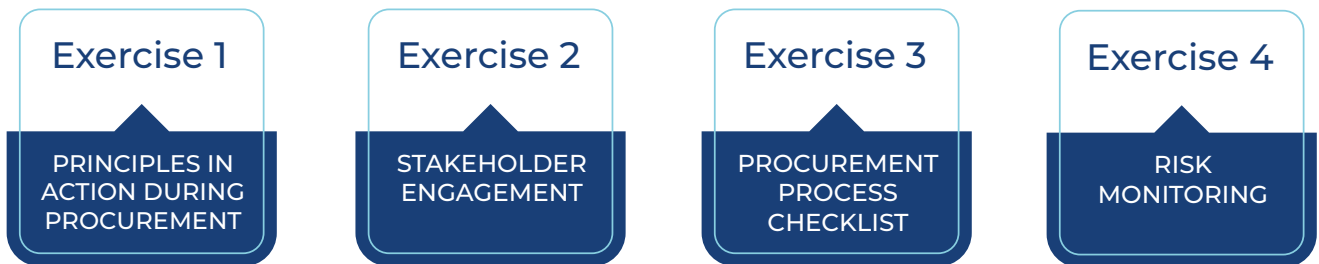 Exercise 1
PRINCIPLES IN
ACTION DURING
PROCUREMENT
Exercise 2
STAKEHOLDER
ENGAGEMENT
Exercise 3
PROCUREMENT
PROCESS
CHECKLIST
Exercise 4
RISK
MONITORING